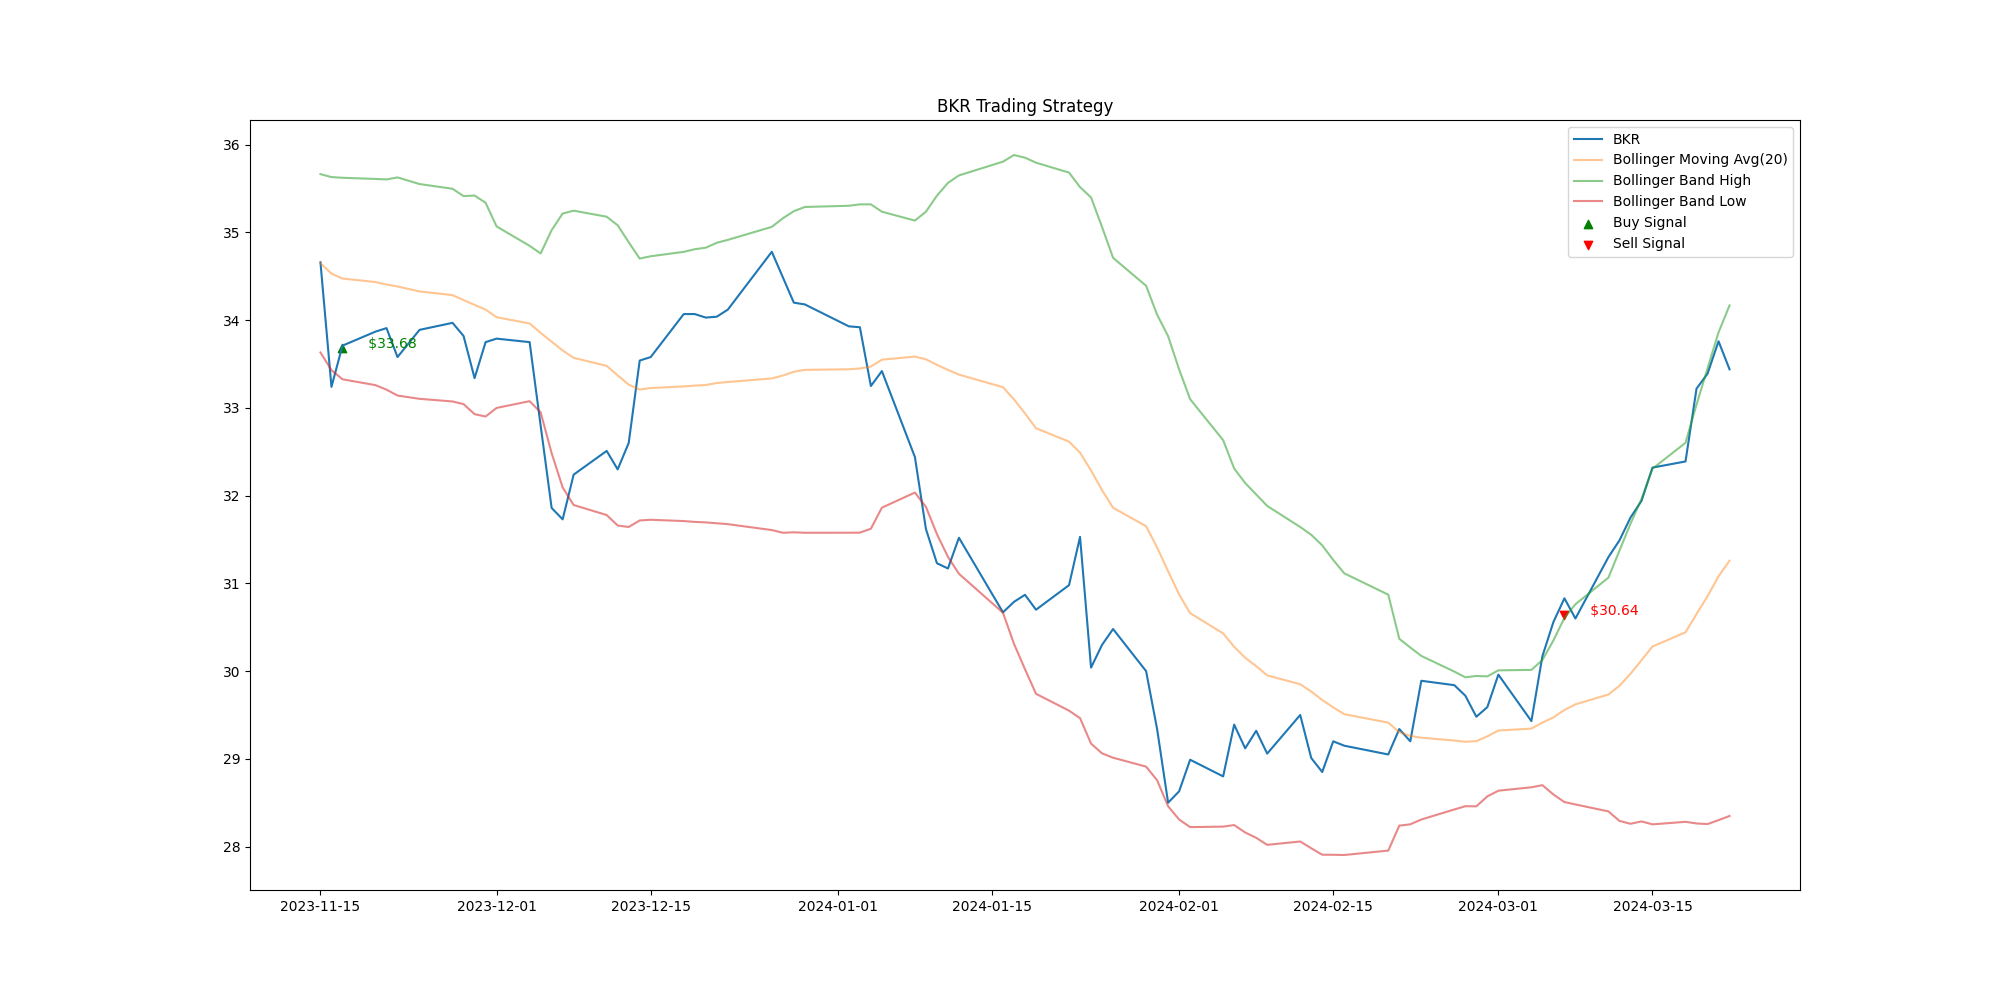 BKR Trading Strategy
BKR
Bollinger Moving Avg(20)
Bollinger Band High
Bollinger Band Low
Buy Signal
Sell Signal
36
35
34
33
32
31
30
29
28
$33.68
$30.64
2023-11-15 2023-12-01 2023-12-15 2024-01-01 2024-01-15 2024-02-01 2024-02-15 2024-03-01 2024-03-15